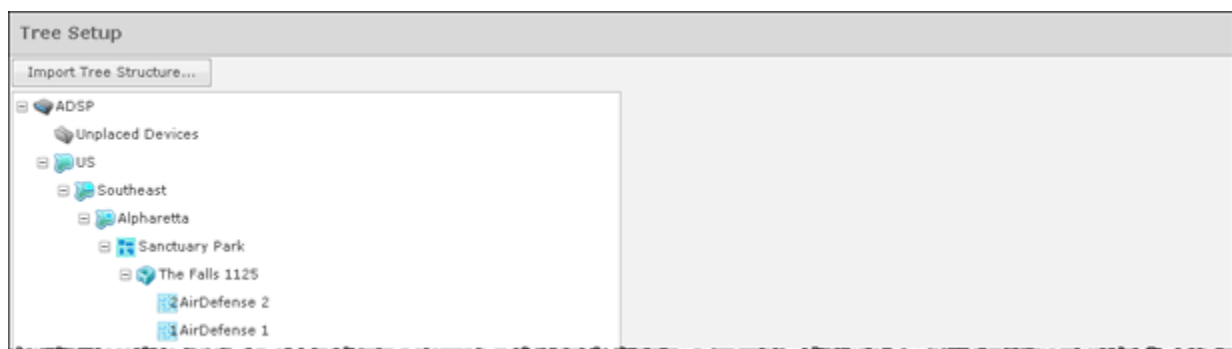 Tree Setup
Import Tree Structure...
ADSP
Unplaced Devices
US
Southeast
Alpharetta
Sanctuary Park
The Falls 1125
2 AirDefense 2
1 AirDefense 1